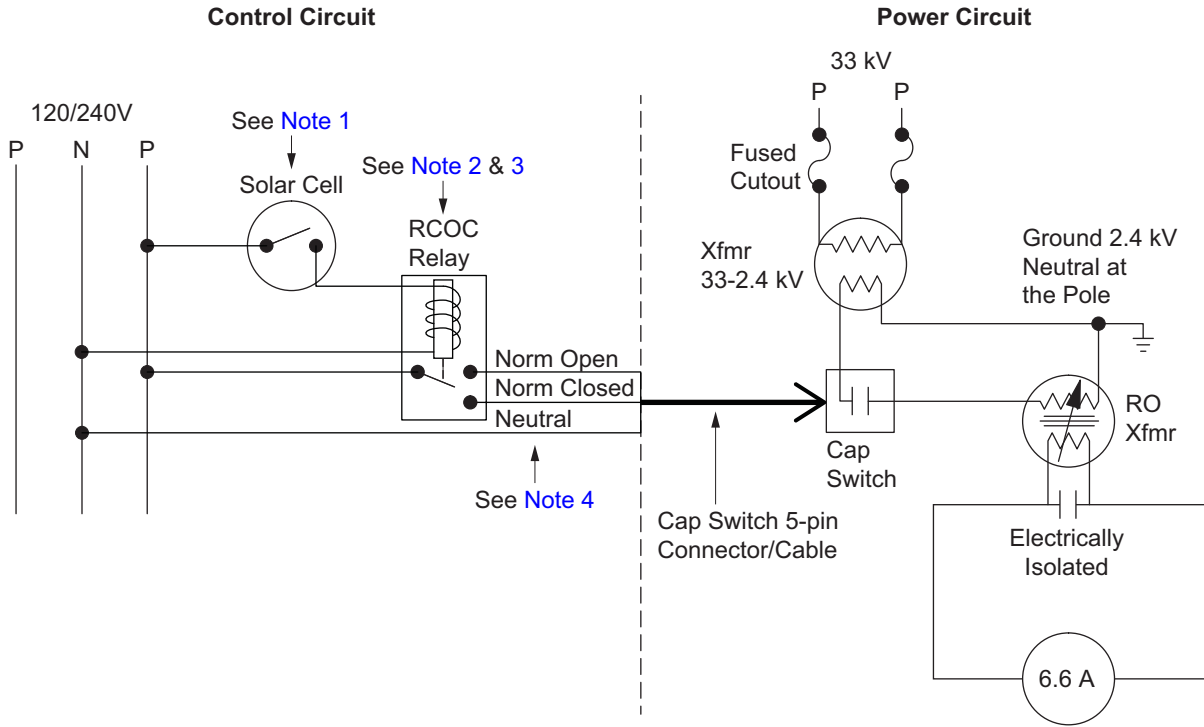 Control Circuit
Power Circuit
120/240V
P
N
P
See Note 1
Solar Cell
See Note 2 & 3
RCOC
Relay
Norm Open
Norm Closed
Neutral
See Note 4
33 kV
P
P
Fused
Cutout
Xfmr
33-2.4 kV
Ground 2.4 kV
Neutral at
the Pole
Cap
Switch
RO
Xfmr
Cap Switch 5-pin
Connector/Cable
Electrically
Isolated
6.6 A